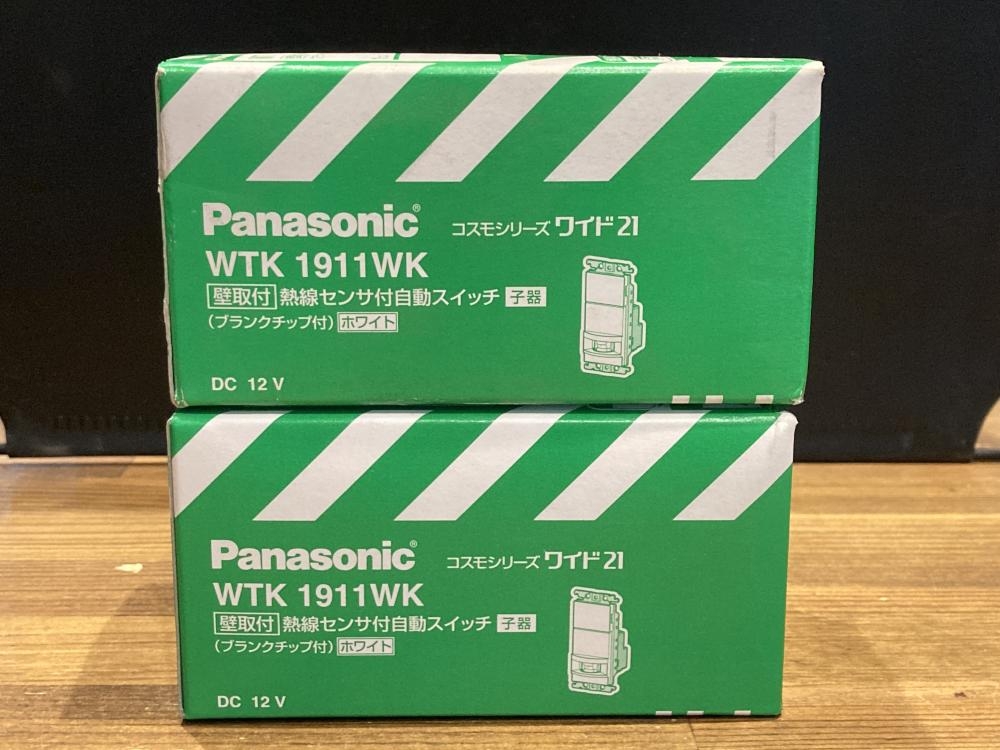 Panasonic® コスモシリーズ ワイド21
WTK 1911WK
壁取付 熱線センサ付自動スイッチ 子器
(ブランクチップ付) ホワイト
DC 12 V
Panasonic® コスモシリーズ ワイド21
WTK 1911WK
壁取付 熱線センサ付自動スイッチ 子器
(ブランクチップ付) ホワイト
DC 12 V